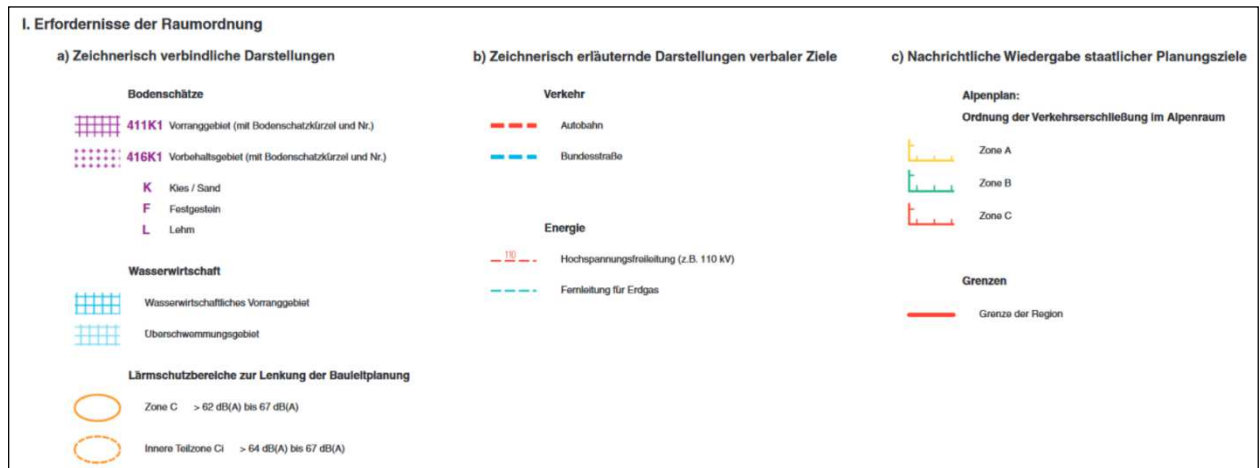 I. Erfordernisse der Raumordnung
a) Zeichnerisch verbindliche Darstellungen
Bodenschätze
411K1 Vorranggebiet (mit Bodenschatzkürzel und Nr.)
416K1 Vorbehaltsgebiet (mit Bodenschatzkürzel und Nr.)
K Kies / Sand
F Festgestein
L Lehm
Wasserwirtschaft
Wasserwirtschaftliches Vorranggebiet
Überschwemmungsgebiet
Lärmschutzbereiche zur Lenkung der Bauleitplanung
Zone C > 62 dB(A) bis 67 dB(A)
Innere Teilzone Ci > 64 dB(A) bis 67 dB(A)
b) Zeichnerisch erläuternde Darstellungen verbaler Ziele
Verkehr
Autobahn
Bundesstraße
Energie
110 Hochspannungsfreileitung (z.B. 110 kV)
Fernleitung für Erdgas
c) Nachrichtliche Wiedergabe staatlicher Planungsziele
Alpenplan:
Ordnung der Verkehrserschließung im Alpenraum
Zone A
Zone B
Zone C
Grenzen
Grenze der Region